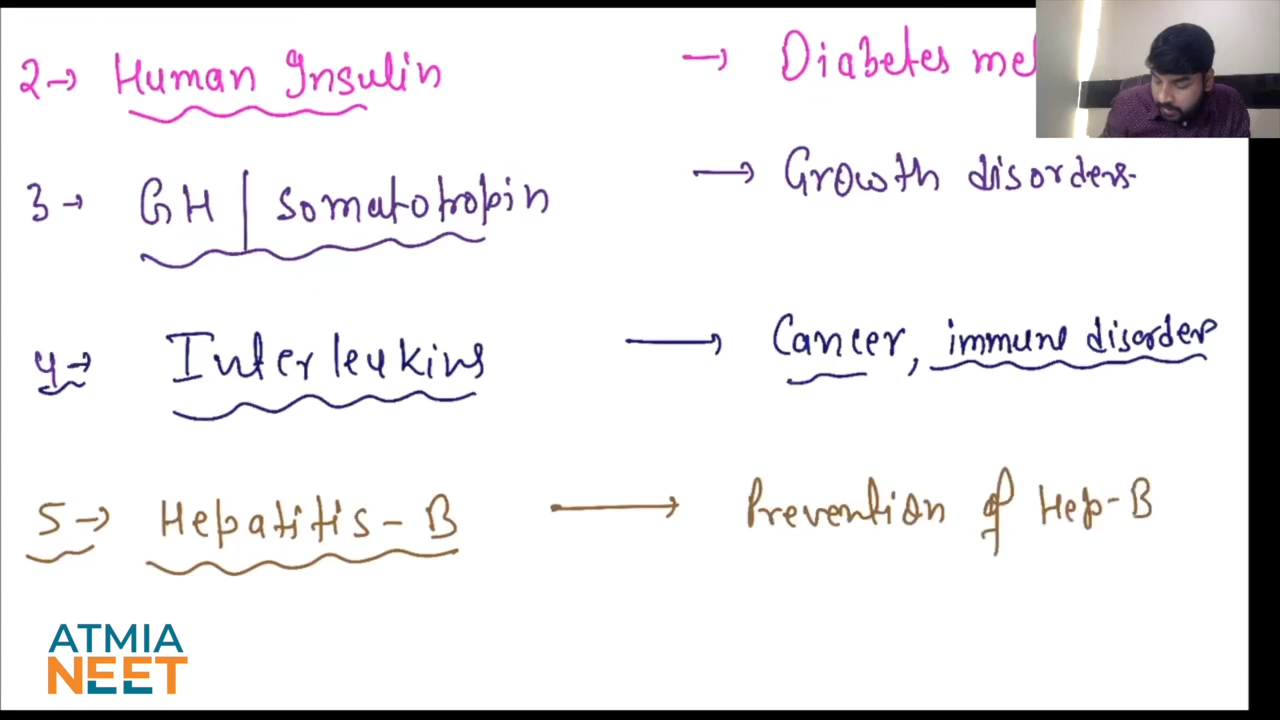 2→ Human Insulin → Diabetes mel
3→ GH | somatotropin → Growth disorders
4→ Interleukins → Cancer, immune disorder
5→ Hepatitis-B → Prevention of Hep-B
ATMIA
NEET